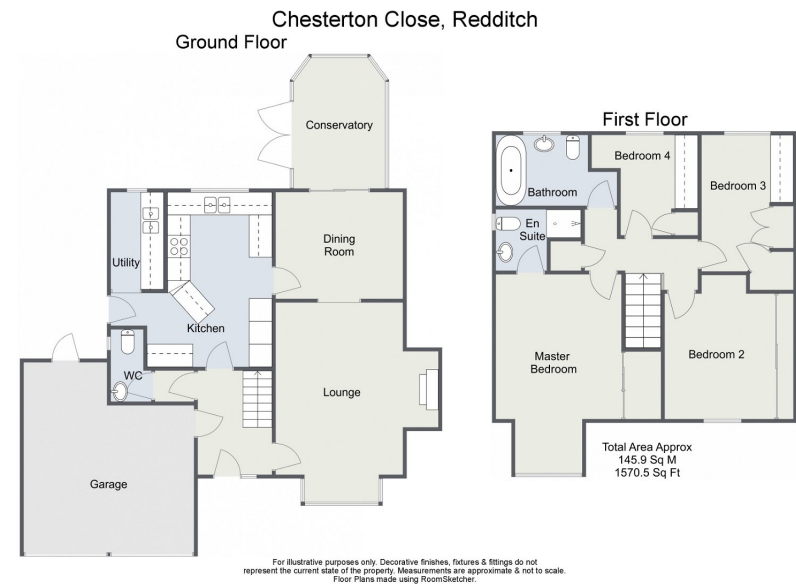 Chesterton Close, Redditch
Ground Floor
Conservatory
First Floor
Bedroom 4
Bedroom 3
Bathroom
En
Suite
Dining
Room
Utility
Kitchen
Master
Bedroom
Bedroom 2
WC
Lounge
Garage
Total Area Approx
145.9 Sq M
1570.5 Sq Ft
For illustrative purposes only. Decorative finishes, fixtures & fittings do not
represent the current state of the property. Measurements are approximate & not to scale.
Floor Plans made using RoomSketcher.